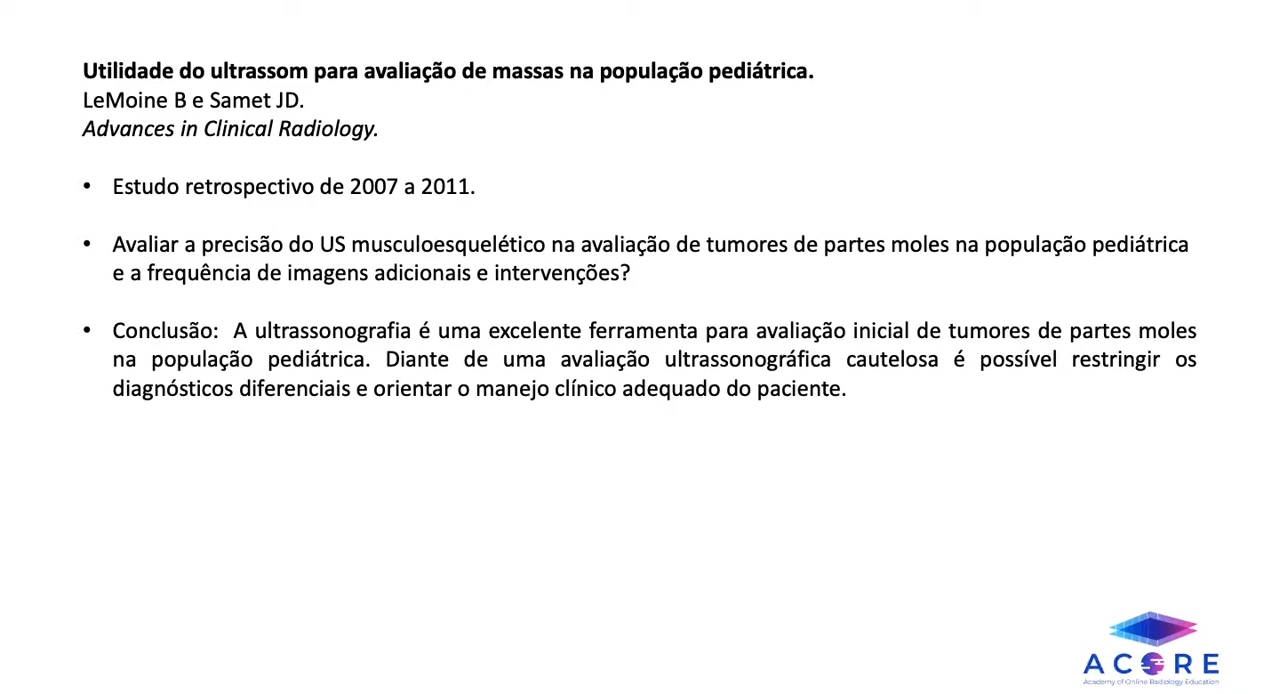 Utilidade do ultrassom para avaliação de massas na população pediátrica.
LeMoine B e Samet JD.
Advances in Clinical Radiology.
• Estudo retrospectivo de 2007 a 2011.
• Avaliar a precisão do US musculoesquelético na avaliação de tumores de partes moles na população pediátrica
e a frequência de imagens adicionais e intervenções?
• Conclusão: A ultrassonografia é uma excelente ferramenta para avaliação inicial de tumores de partes moles
na população pediátrica. Diante de uma avaliação ultrassonográfica cautelosa é possível restringir os
diagnósticos diferenciais e orientar o manejo clínico adequado do paciente.
ACORE
Academy of Online Radiology Education